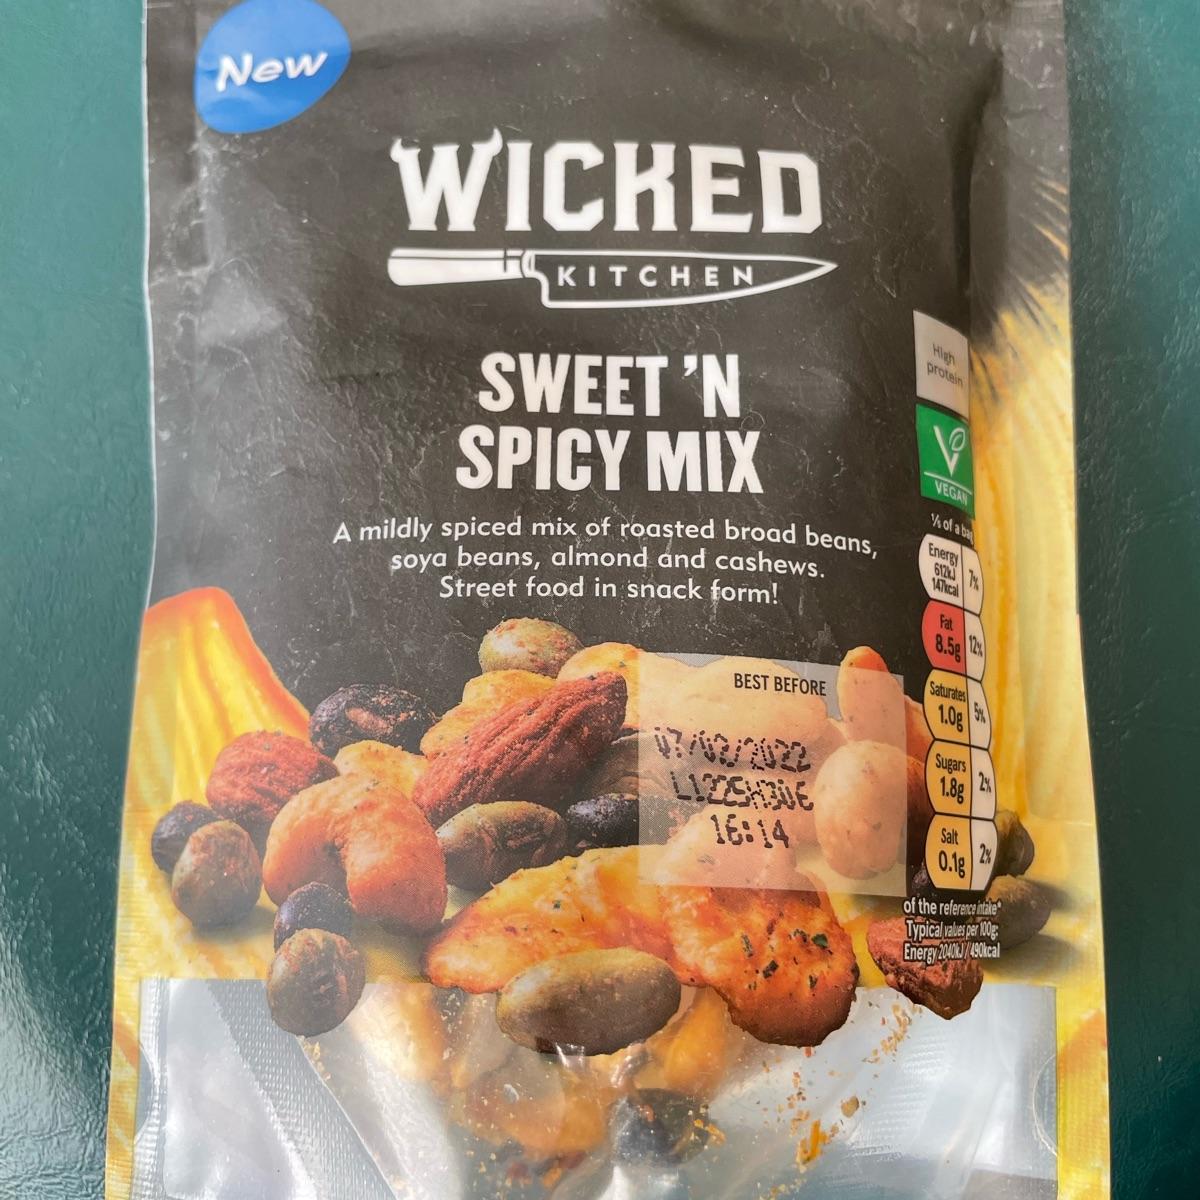 New
WICKED
KITCHEN
SWEET 'N
SPICY MIX
A mildly spiced mix of roasted broad beans,
soya beans, almond and cashews.
Street food in snack form!
High
protein
V
VEGAN
of a bag
Energy
612kJ
147kcal
7%
Fat
8.5g
12%
Saturates
1.0g
5%
Sugars
1.8g
2%
Salt
0.1g
2%
of the reference intake*
Typical values per 100g:
Energy 2040kJ / 490kcal
BEST BEFORE
07/02/2022
16:14